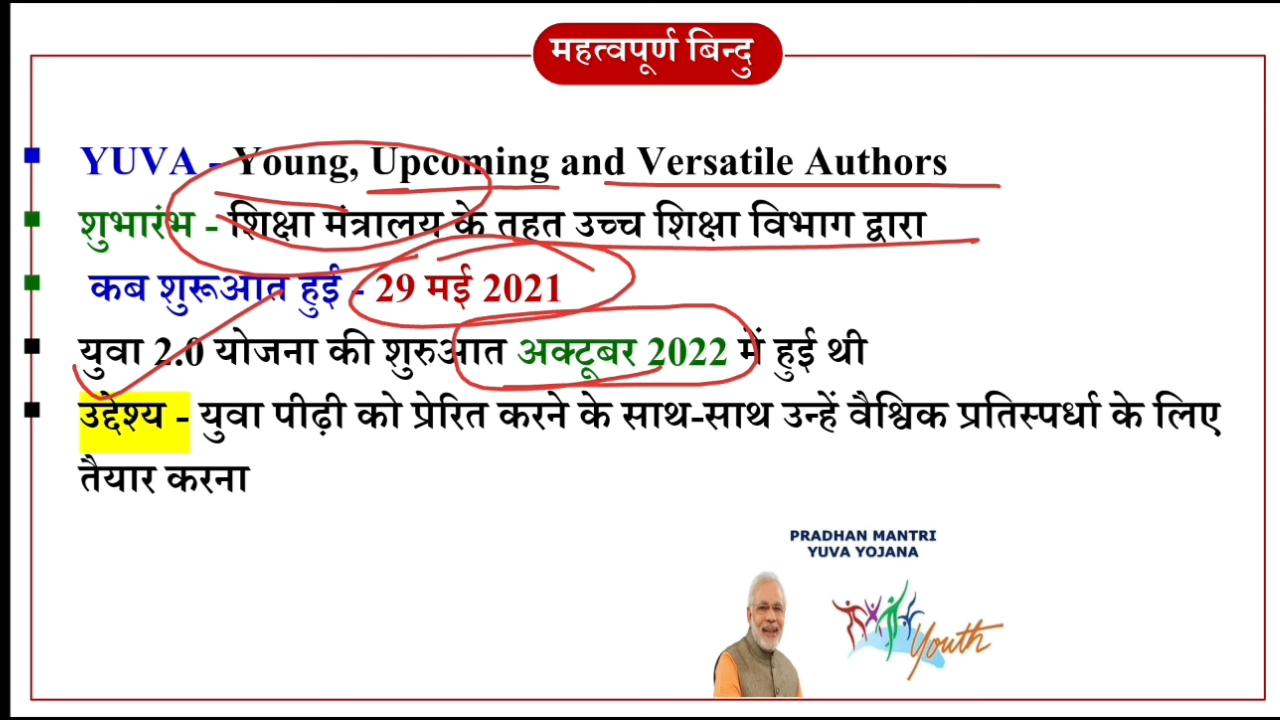 महत्वपूर्ण बिन्दु
YUVA - Young, Upcoming and Versatile Authors
शुभारंभ - शिक्षा मंत्रालय के तहत उच्च शिक्षा विभाग द्वारा
कब शुरूआत हुई - 29 मई 2021
युवा 2.0 योजना की शुरुआत अक्टूबर 2022 में हुई थी
उद्देश्य - युवा पीढ़ी को प्रेरित करने के साथ-साथ उन्हें वैश्विक प्रतिस्पर्धा के लिए
तैयार करना
PRADHAN MANTRI
YUVA YOJANA
Youth